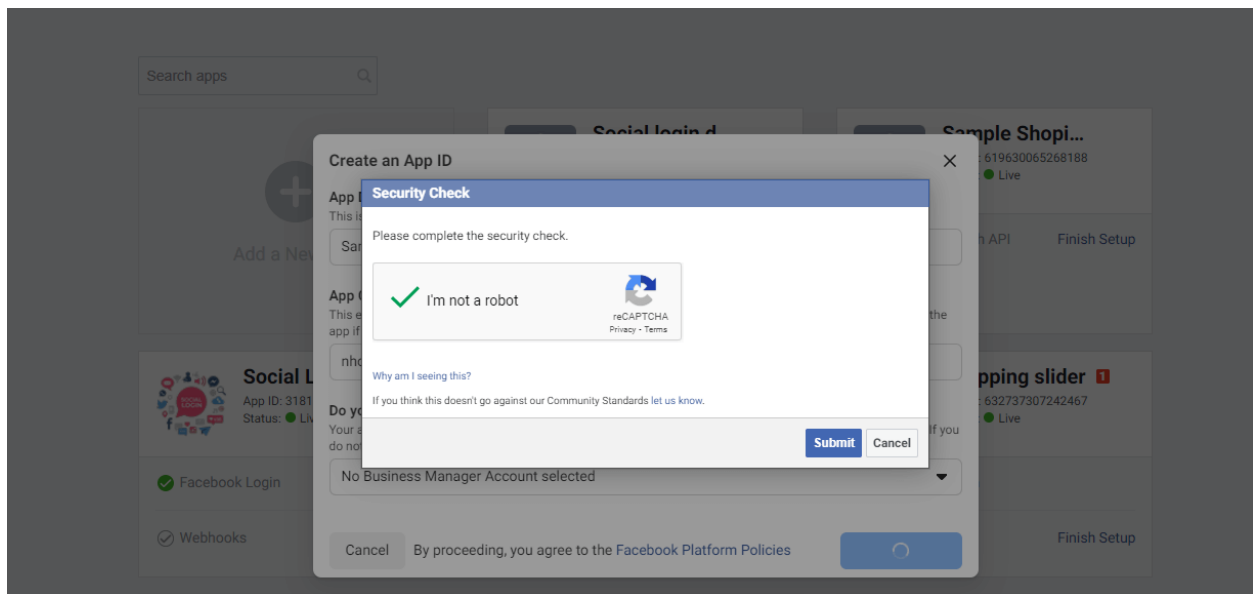 Search apps
Social login d
Sample Shopi...
: 619630065268188
Live
Create an App ID
Security Check
App
This is
Please complete the security check.
Add a New
API
Finish Setup
I'm not a robot
reCAPTCHA
Privacy - Terms
App
This
the
app if
Why am I seeing this?
Social L
App ID: 3181
Status: Liv
pping slider 1
: 632737307242467
Live
If you think this doesn't go against our Community Standards let us know.
Do yo
Your a
If you
do not
Submit
Cancel
No Business Manager Account selected
Facebook Login
Webhooks
Cancel
By proceeding, you agree to the Facebook Platform Policies
Finish Setup